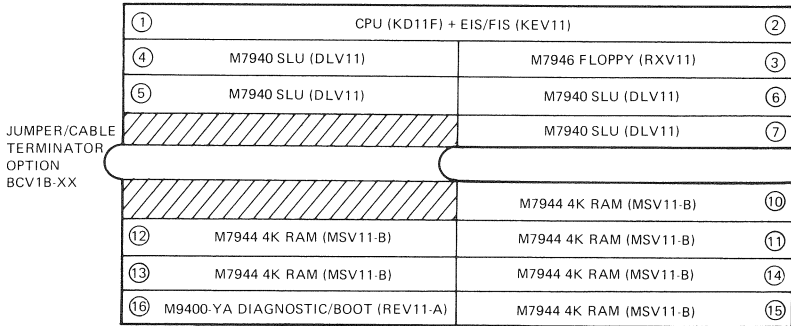 ① CPU (KD11F) + EIS/FIS (KEV11) ②
④ M7940 SLU (DLV11) M7946 FLOPPY (RXV11) ③
⑤ M7940 SLU (DLV11) M7940 SLU (DLV11) ⑥
M7940 SLU (DLV11) ⑦
JUMPER/CABLE
TERMINATOR
OPTION
BCV1B-XX
M7944 4K RAM (MSV11-B) ⑩
⑫ M7944 4K RAM (MSV11-B) M7944 4K RAM (MSV11-B) ⑪
⑬ M7944 4K RAM (MSV11-B) M7944 4K RAM (MSV11-B) ⑭
⑯ M9400-YA DIAGNOSTIC/BOOT (REV11-A) M7944 4K RAM (MSV11-B) ⑮